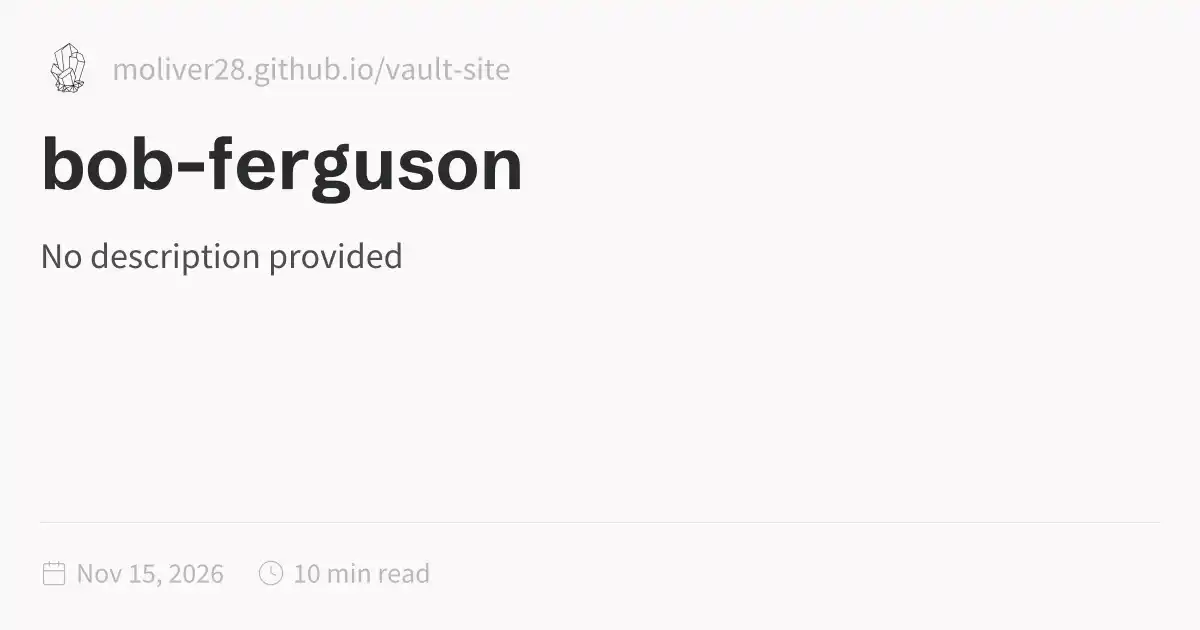 moliver28.github.io/vault-site
bob-ferguson
No description provided
Nov 15, 2026 10 min read